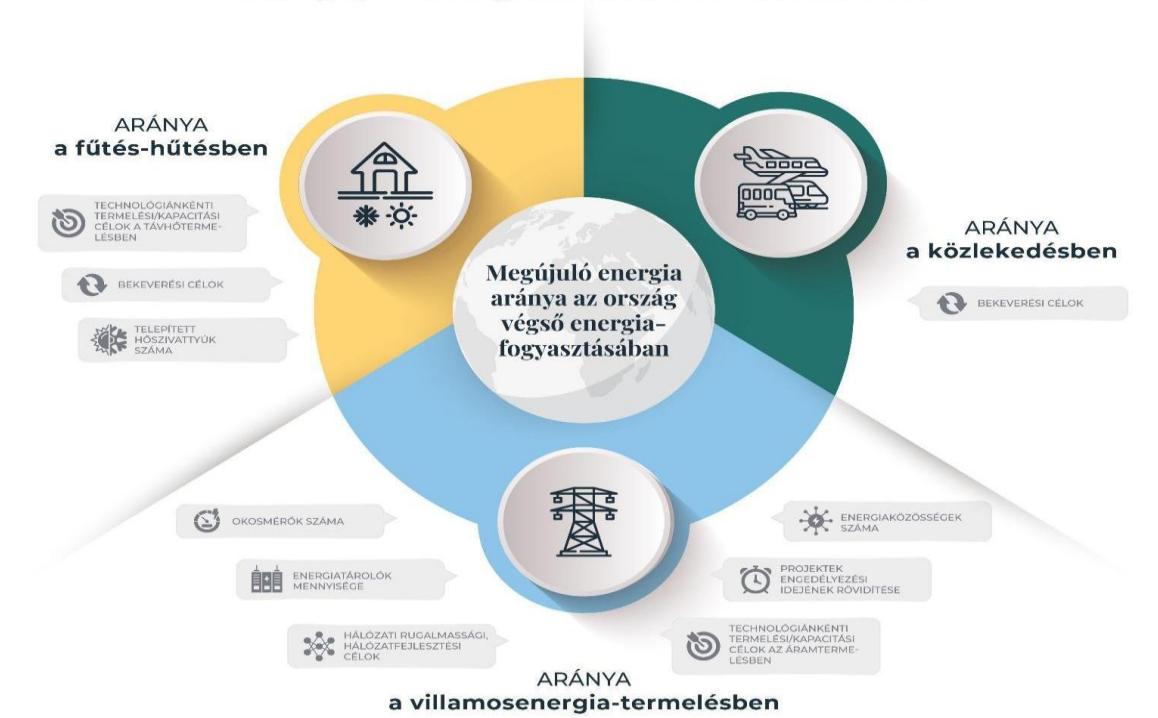 ARÁNYA
a fűtés-hűtésben
TECHNOLÓGIÁNKÉNTI
TERMELÉSI/KAPACITÁSI
CÉLOK A TÁVHŐTERME-
LÉSBEN
BEKEVERÉSI CÉLOK
TELEPÍTETT
HŐSZIVATTYÚK
SZÁMA
Megújuló energia
aránya az ország
végső energia-
fogyasztásában
ARÁNYA
a közlekedésben
BEKEVERÉSI CÉLOK
OKOSMÉRŐK SZÁMA
ENERGIATÁROLÓK
MENNYISÉGE
HÁLÓZATI RUGALMASSÁGI,
HÁLÓZATFEJLESZTÉSI
CÉLOK
ENERGIAKÖZÖSSÉGEK
SZÁMA
PROJEKTEK
ENGEDÉLYEZÉSI
IDEJÉNEK RÖVIDÍTÉSE
TECHNOLÓGIÁNKÉNTI
TERMELÉSI/KAPACITÁSI
CÉLOK AZ ÁRAMTERME-
LÉSBEN
ARÁNYA
a villamosenergia-termelésben